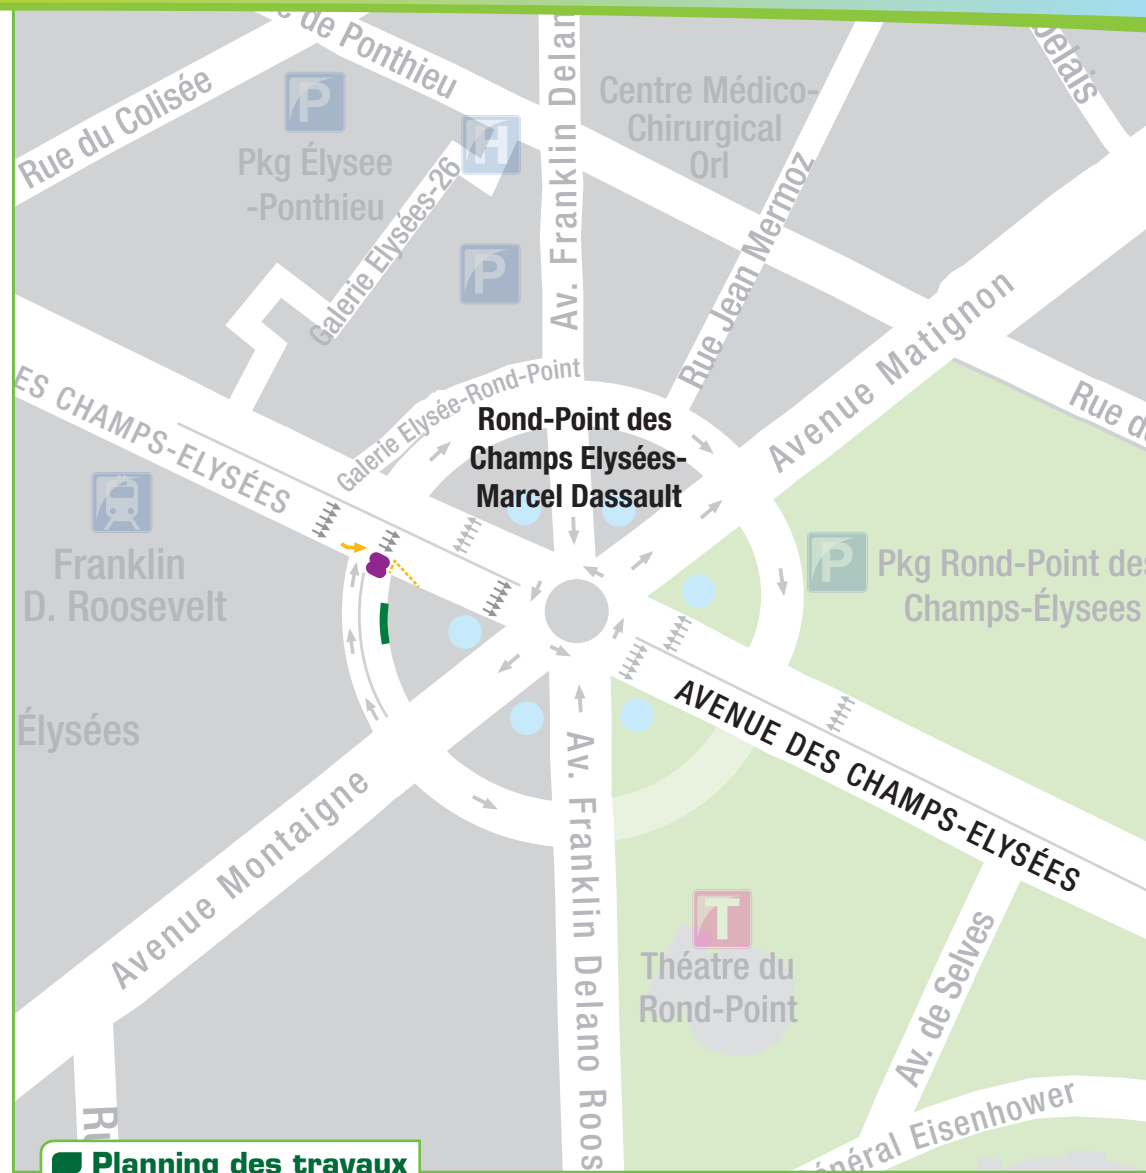 de Ponthieu
Av. Franklin Delan
Rue du Colisée
P
Pkg Élysee
-Ponthieu
H
Galerie Elysées-26
P
Centre Médico-
Chirurgical
Orl
Rue Jean Mermoz
Avenue Matignon
Rue de
ES CHAMPS-ELYSÉES
Galerie Elysée-Rond-Point
Rond-Point des
Champs Elysées-
Marcel Dassault
Franklin
D. Roosevelt
P
Pkg Rond-Point des
Champs-Élysees
Élysées
AVENUE DES CHAMPS-ELYSÉES
Avenue Montaigne
Av. Franklin Delano Roos
T
Théatre du
Rond-Point
Av. de Selves
énéral Eisenhower
Planning des travaux